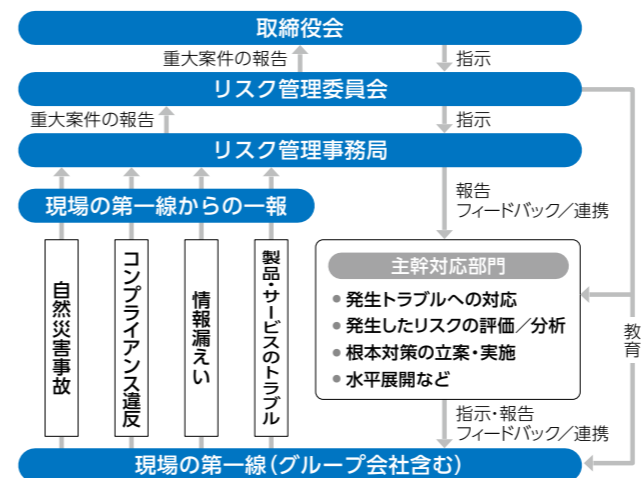 取締役会
重大案件の報告
指示
リスク管理委員会
重大案件の報告
指示
リスク管理事務局
現場の第一線からの一報
報告
フィードバック／連携
自然災害事故
コンプライアンス違反
情報漏えい
製品・サービスのトラブル
主幹対応部門
●発生トラブルへの対応
●発生したリスクの評価／分析
●根本対策の立案・実施
●水平展開など
教育
指示・報告
フィードバック／連携
現場の第一線（グループ会社含む）